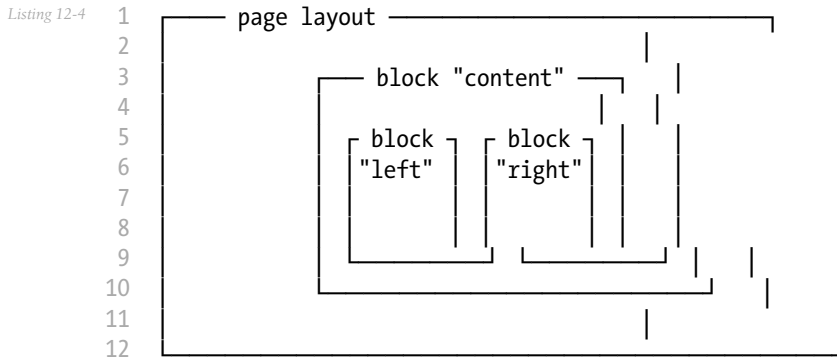 Listing 12-4
1 page layout
2
3 block "content"
4
5 block block
6 "left" "right"
7
8
9
10
11
12